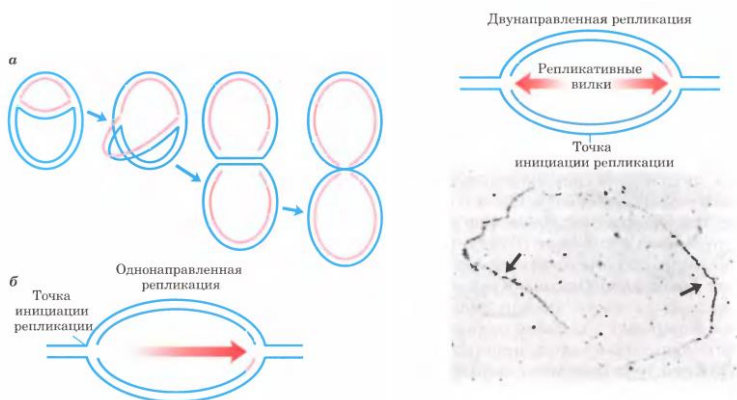 а
б
Точка
инициации
репликации
Однонаправленная
репликация
Двунаправленная репликация
Репликативные
вилки
Точка
инициации репликации